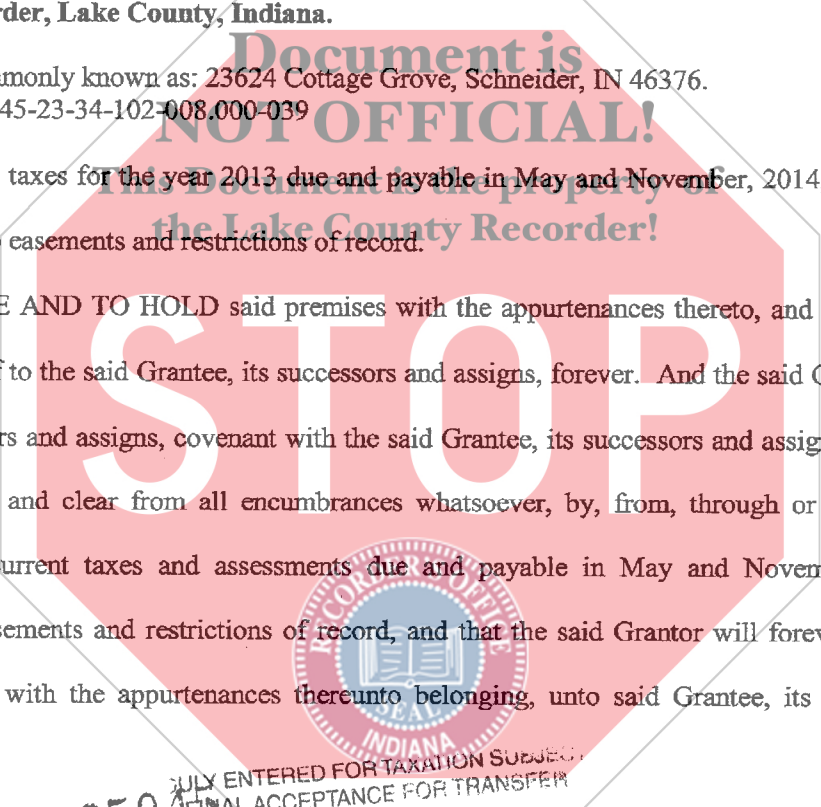 rder, Lake County, Indiana.
Document is
mmonly known as: 23624 Cottage Grove, Schneider, IN 46376.
45-23-34-102-008.000-039
NOT OFFICIAL!
taxes for the year 2013 due and payable in May and November, 2014
This Document is the property of
the Lake County Recorder!
easements and restrictions of record.
E AND TO HOLD said premises with the appurtenances thereto, and
to the said Grantee, its successors and assigns, forever. And the said
rs and assigns, covenant with the said Grantee, its successors and assig
STOP
and clear from all encumbrances whatsoever, by, from, through or
urrent taxes and assessments due and payable in May and Novem
sements and restrictions of record, and that the said Grantor will forev
with the appurtenances thereunto belonging, unto said Grantee, its
RECORDER'S OFFICE
SEAL
INDIANA
DULY ENTERED FOR TAXATION SUBJECT
FINAL ACCEPTANCE FOR TRANSFER